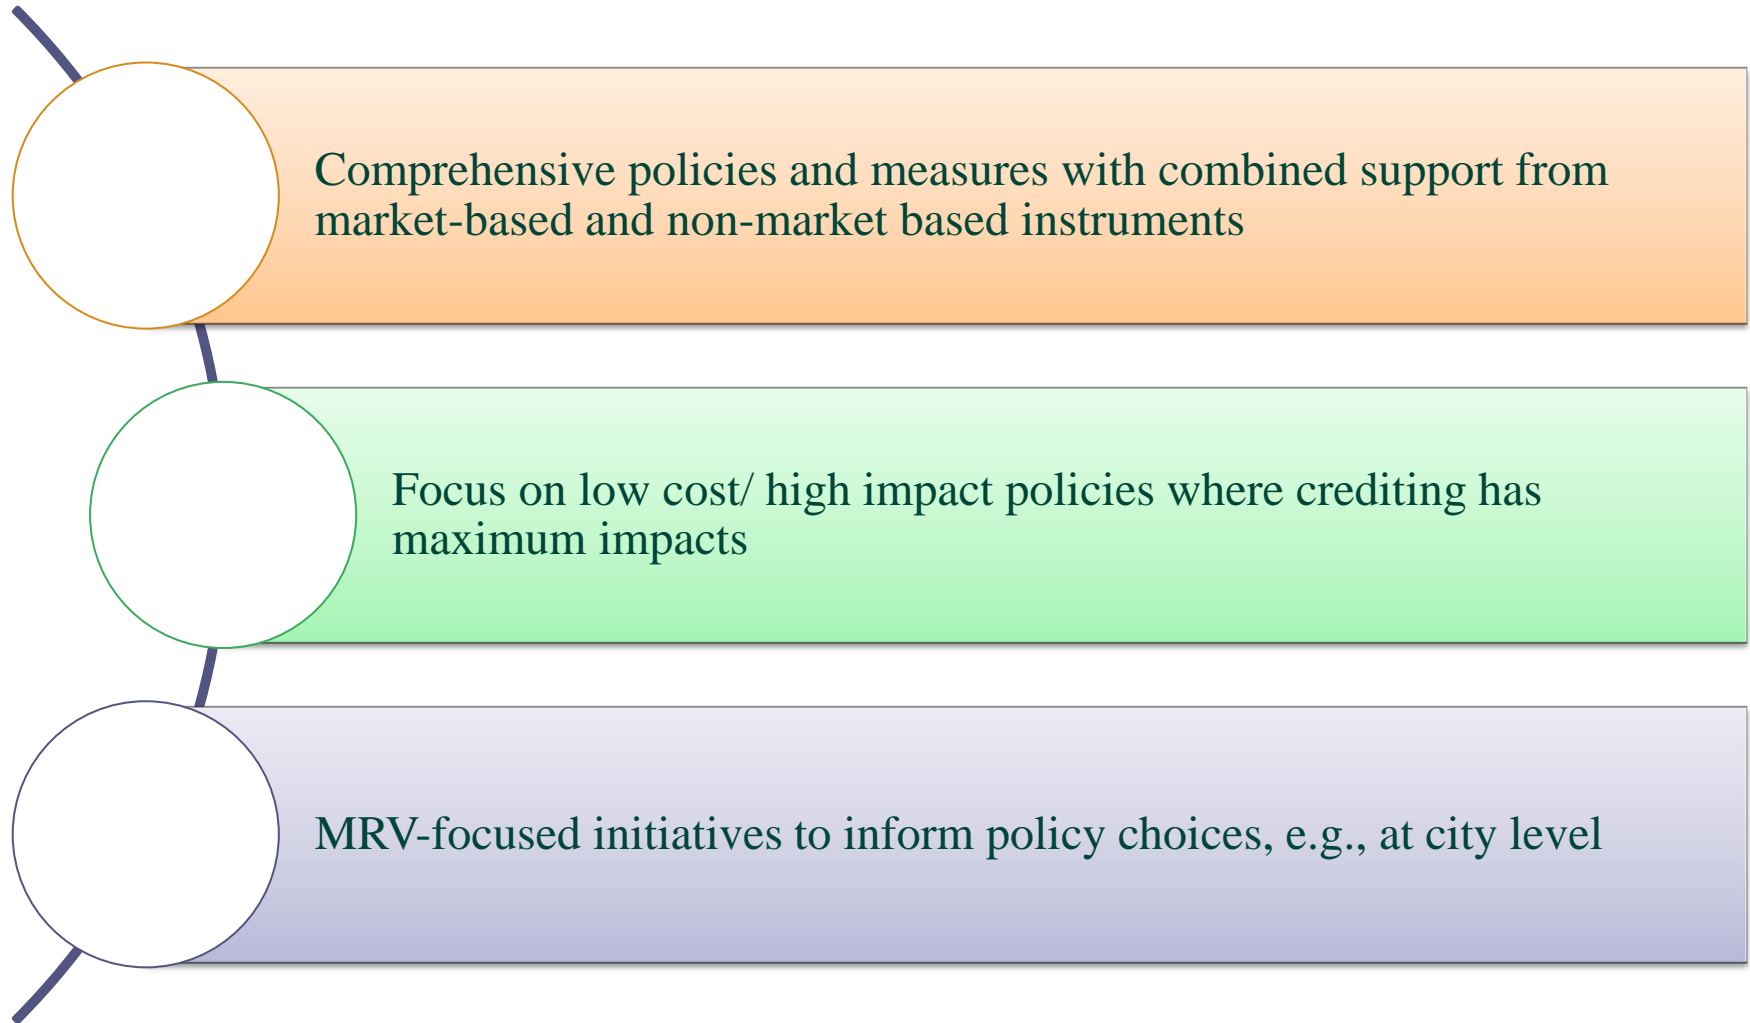 Comprehensive policies and measures with combined support from
market-based and non-market based instruments
Focus on low cost/ high impact policies where crediting has
maximum impacts
MRV-focused initiatives to inform policy choices, e.g., at city level